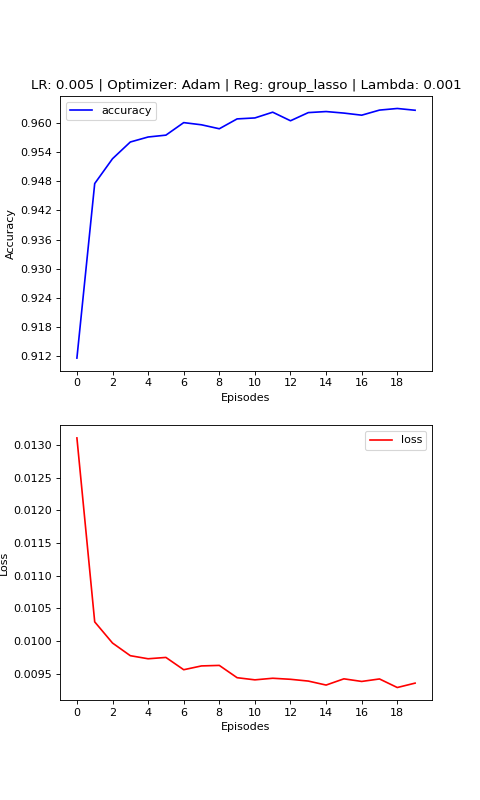 LR: 0.005 | Optimizer: Adam | Reg: group_lasso | Lambda: 0.001
accuracy
0.960
0.954
0.948
0.942
0.936
0.930
0.924
0.918
0.912
Accuracy
0 2 4 6 8 10 12 14 16 18
Episodes
loss
0.0130
0.0125
0.0120
0.0115
0.0110
0.0105
0.0100
0.0095
Loss
0 2 4 6 8 10 12 14 16 18
Episodes